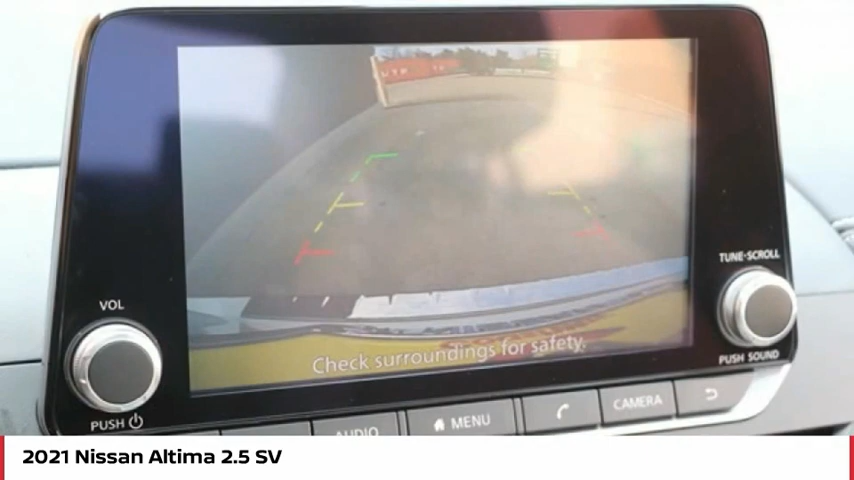 VOL
TUNE·SCROLL
Check surroundings for safety.
PUSH
PUSH SOUND
AUDIO
MENU
CAMERA
2021 Nissan Altima 2.5 SV